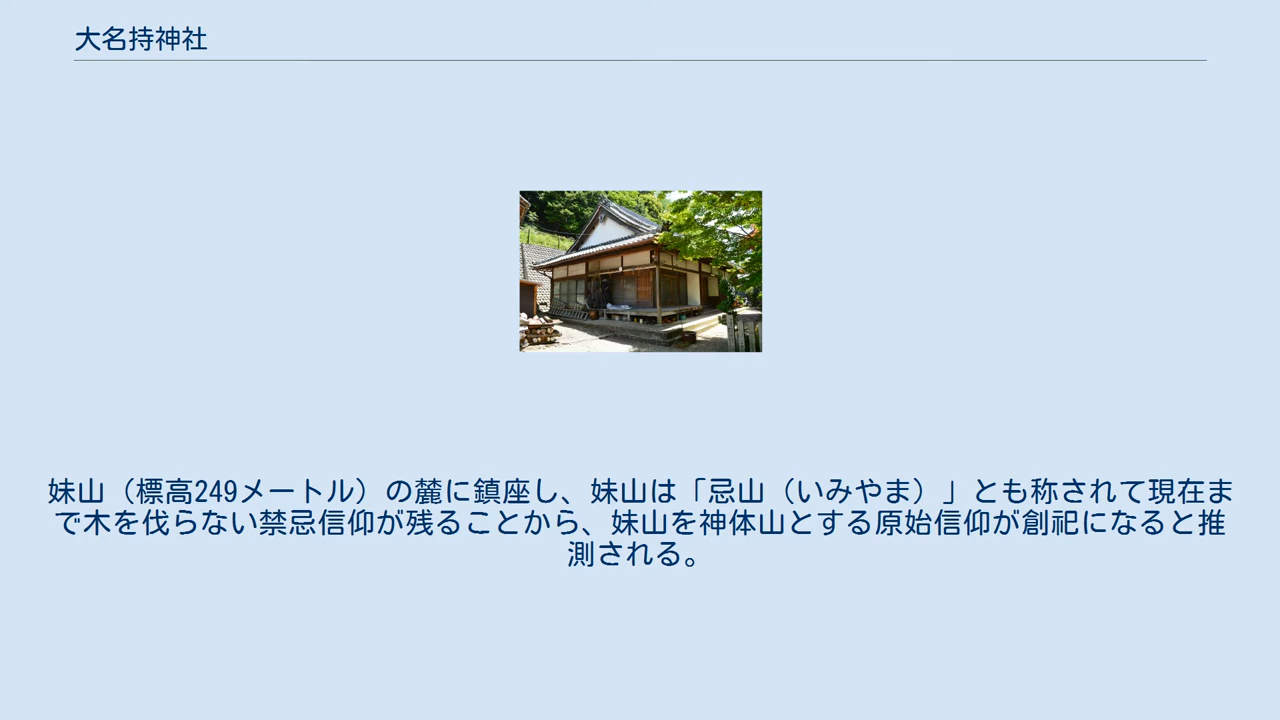 大名持神社
妹山（標高249メートル）の麓に鎮座し、妹山は「忌山（いみやま）」とも称されて現在ま
で木を伐らない禁忌信仰が残ることから、妹山を神体山とする原始信仰が創祀になると推
測される。